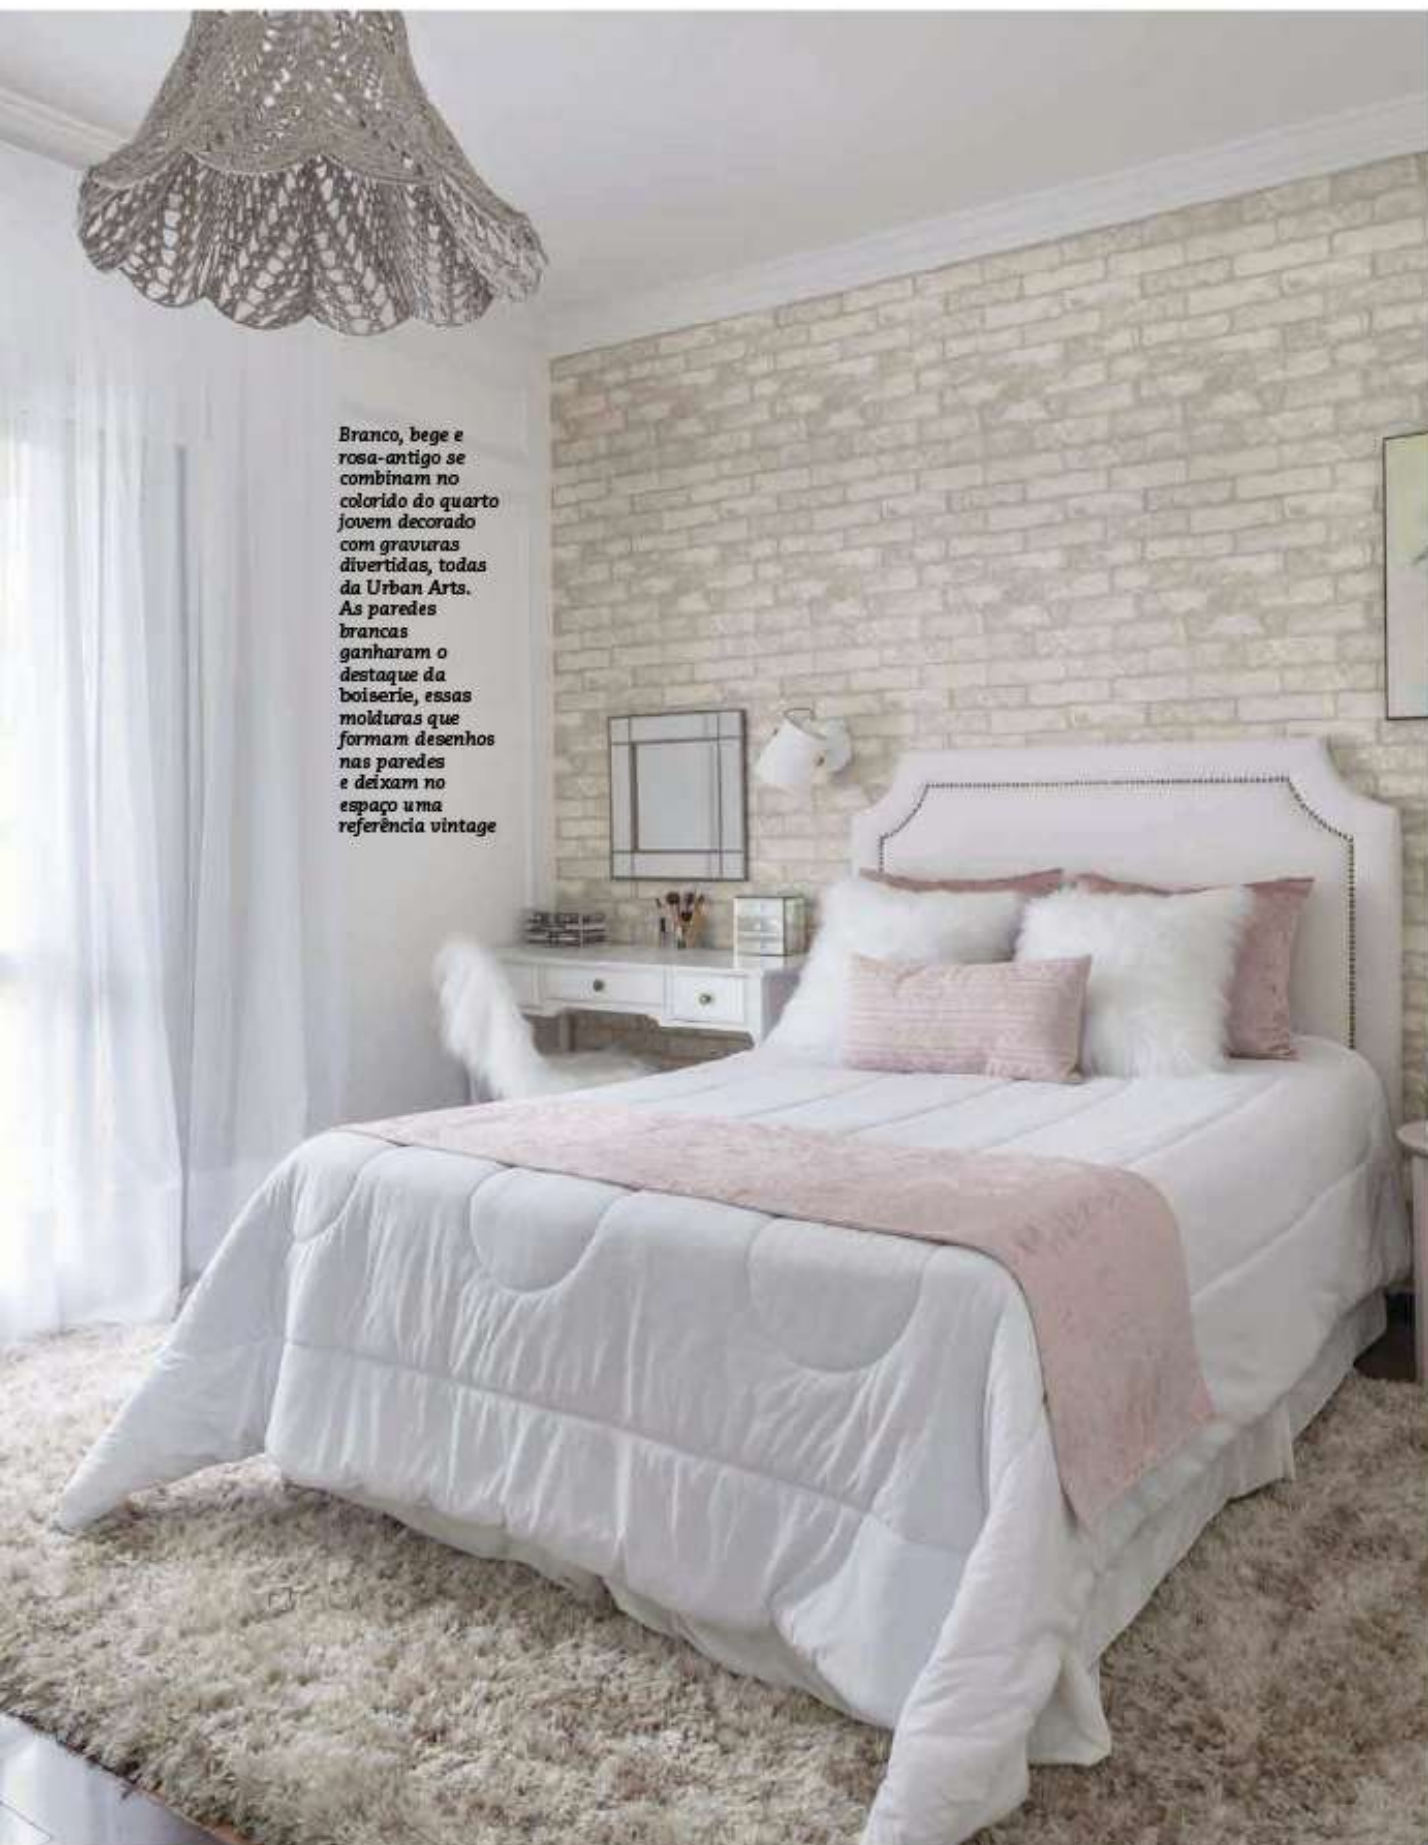 Branco, bege e
rosa-antigo se
combinam no
colorido do quarto
jovem decorado
com gravuras
divertidas, todas
da Urban Arts.
As paredes
brancas
ganharam o
destaque da
boiserie, essas
molduras que
formam desenhos
nas paredes
e deixam no
espaço uma
referência vintage